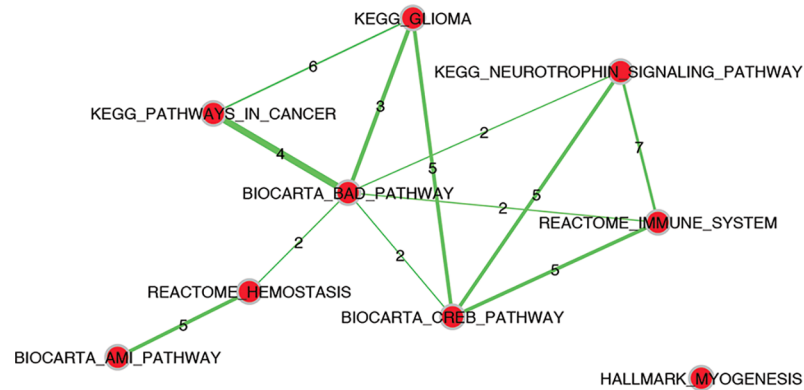 KEGG_GLIOMA
6
KEGG_NEUROTROPHIN_SIGNALING_PATHWAY
3
KEGG_PATHWAYS_IN_CANCER
2
4
7
5
BIOCARTA_BAD_PATHWAY
5
2
REACTOME_IMMUNE_SYSTEM
2
2
5
REACTOME_HEMOSTASIS
BIOCARTA_CREB_PATHWAY
5
BIOCARTA_AMI_PATHWAY
HALLMARK_MYOGENESIS